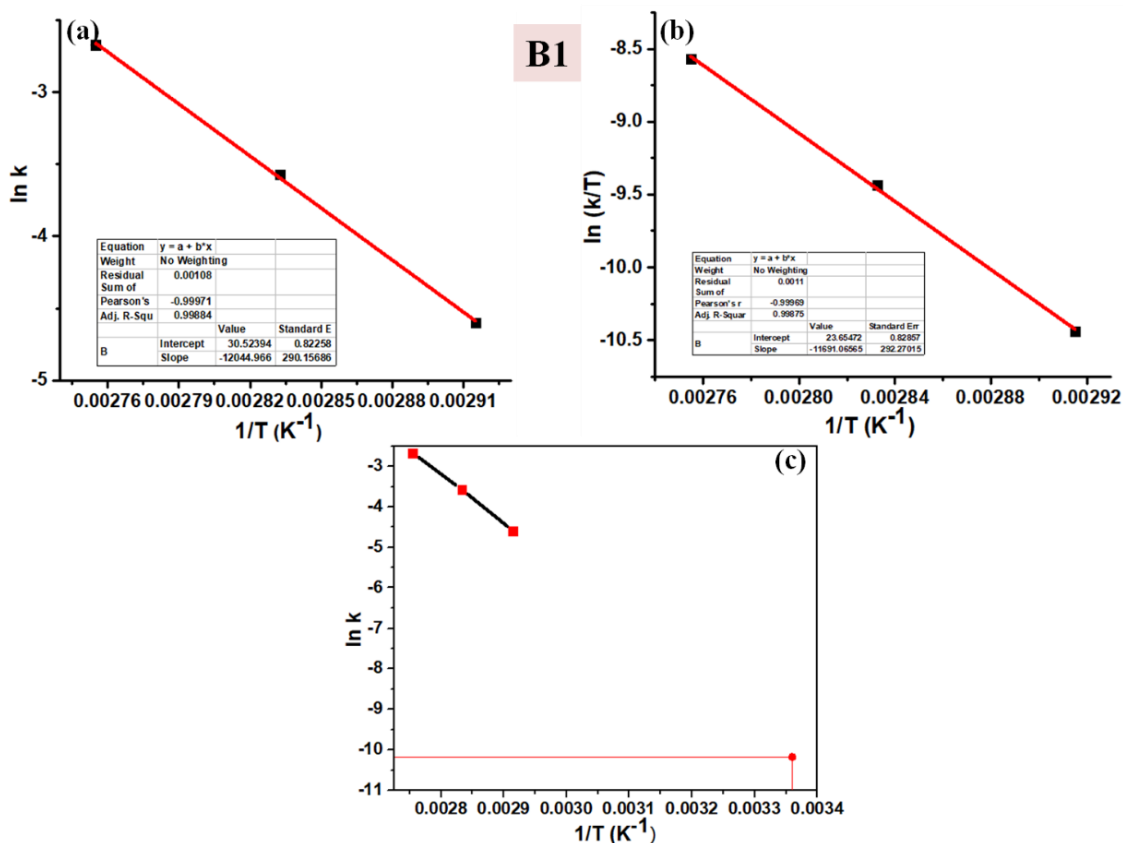 (a)
B1
(b)
ln k
-3
-4
-5
Equation y = a + b*x
Weight No Weighting
Residual Sum of 0.00108
Pearson's -0.99971
Adj. R-Squ 0.99884
Value Standard E
B Intercept 30.52394 0.82258
Slope -12044.966 290.15686
0.00276 0.00279 0.00282 0.00285 0.00288 0.00291
1/T (K-1)
ln (k/T)
-8.5
-9.0
-9.5
-10.0
-10.5
Equation y = a + b*x
Weight No Weighting
Residual Sum of 0.0011
Pearson's r -0.99969
Adj. R-Squar 0.99875
Value Standard Err
B Intercept 23.65472 0.82857
Slope -11691.06565 292.27015
0.00276 0.00280 0.00284 0.00288 0.00292
1/T (K-1)
(c)
ln k
-3
-4
-5
-6
-7
-8
-9
-10
-11
0.0028 0.0029 0.0030 0.0031 0.0032 0.0033 0.0034
1/T (K-1)